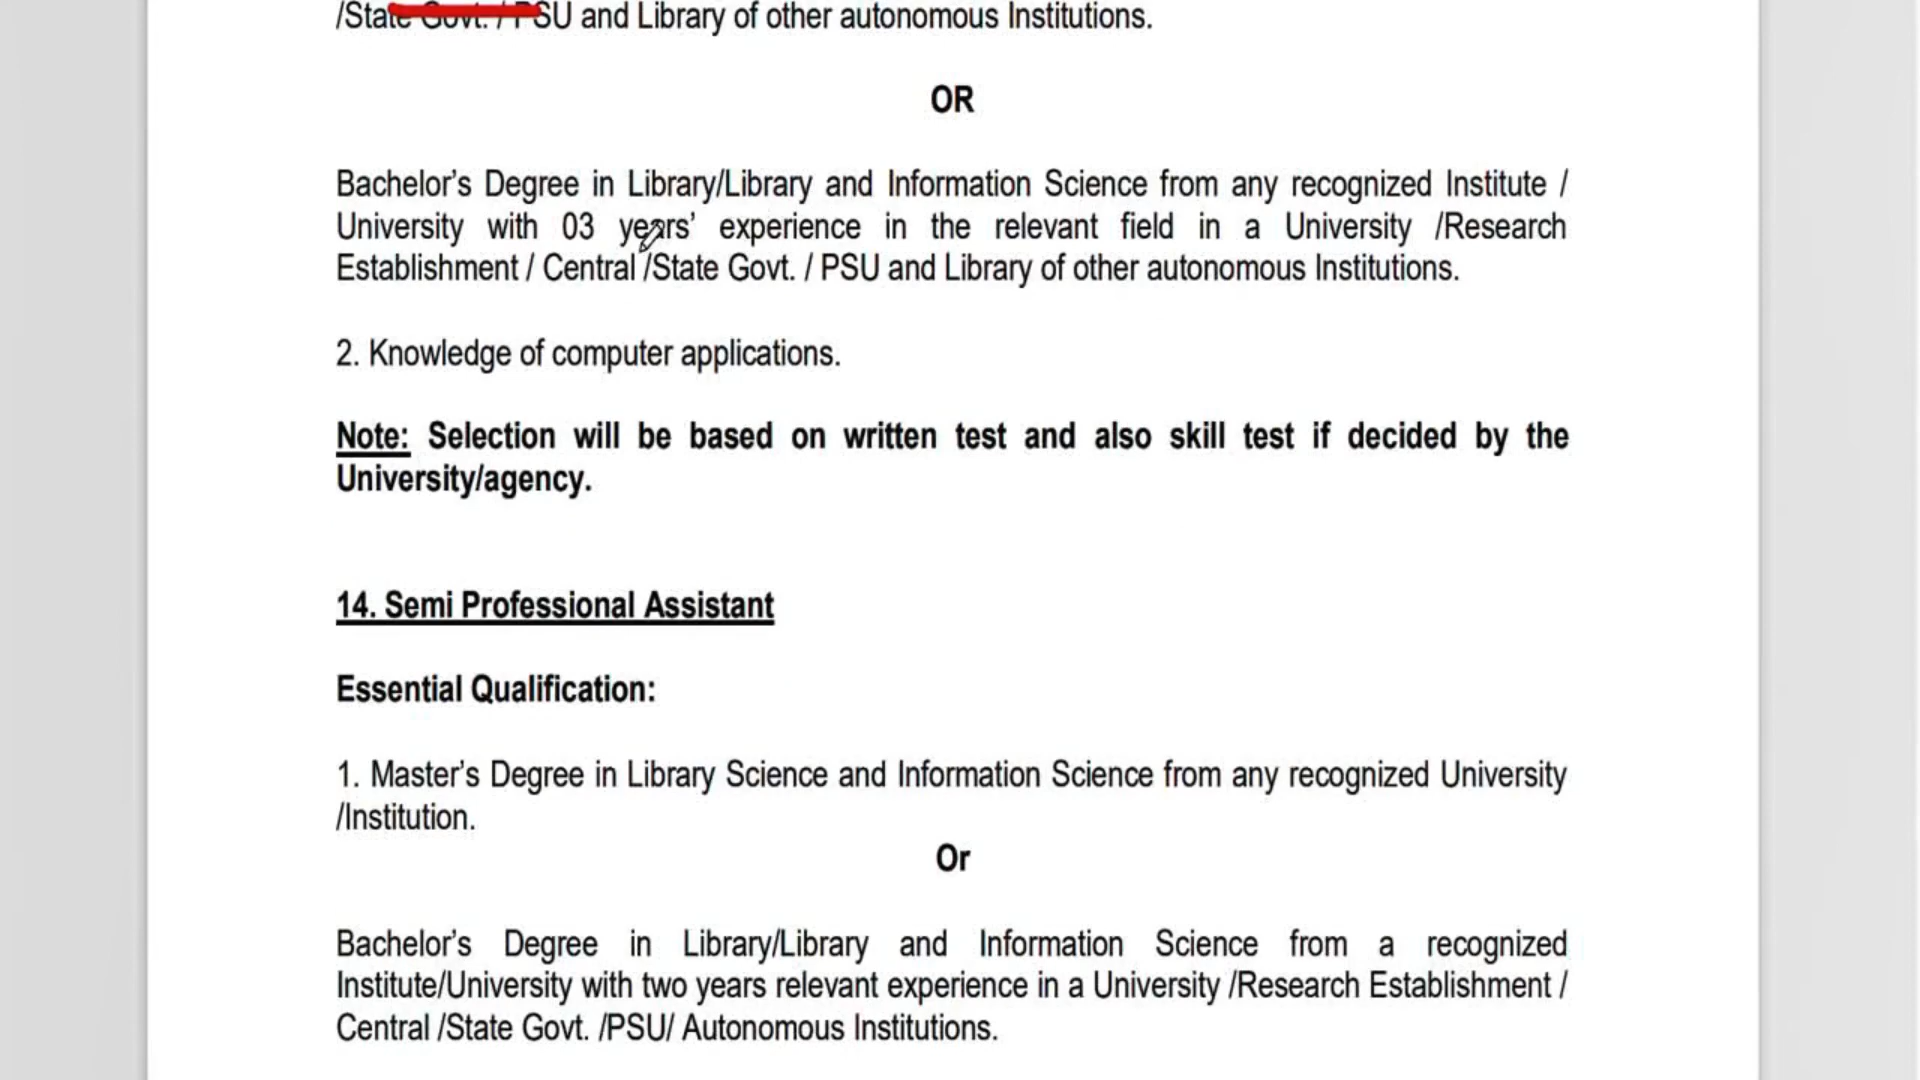 /State Govt. / PSU and Library of other autonomous Institutions.
OR
Bachelor’s Degree in Library/Library and Information Science from any recognized Institute /
University with 03 years’ experience in the relevant field in a University /Research
Establishment / Central /State Govt. / PSU and Library of other autonomous Institutions.
2. Knowledge of computer applications.
Note: Selection will be based on written test and also skill test if decided by the
University/agency.
14. Semi Professional Assistant
Essential Qualification:
1. Master’s Degree in Library Science and Information Science from any recognized University
/Institution.
Or
Bachelor’s Degree in Library/Library and Information Science from a recognized
Institute/University with two years relevant experience in a University /Research Establishment /
Central /State Govt. /PSU/ Autonomous Institutions.